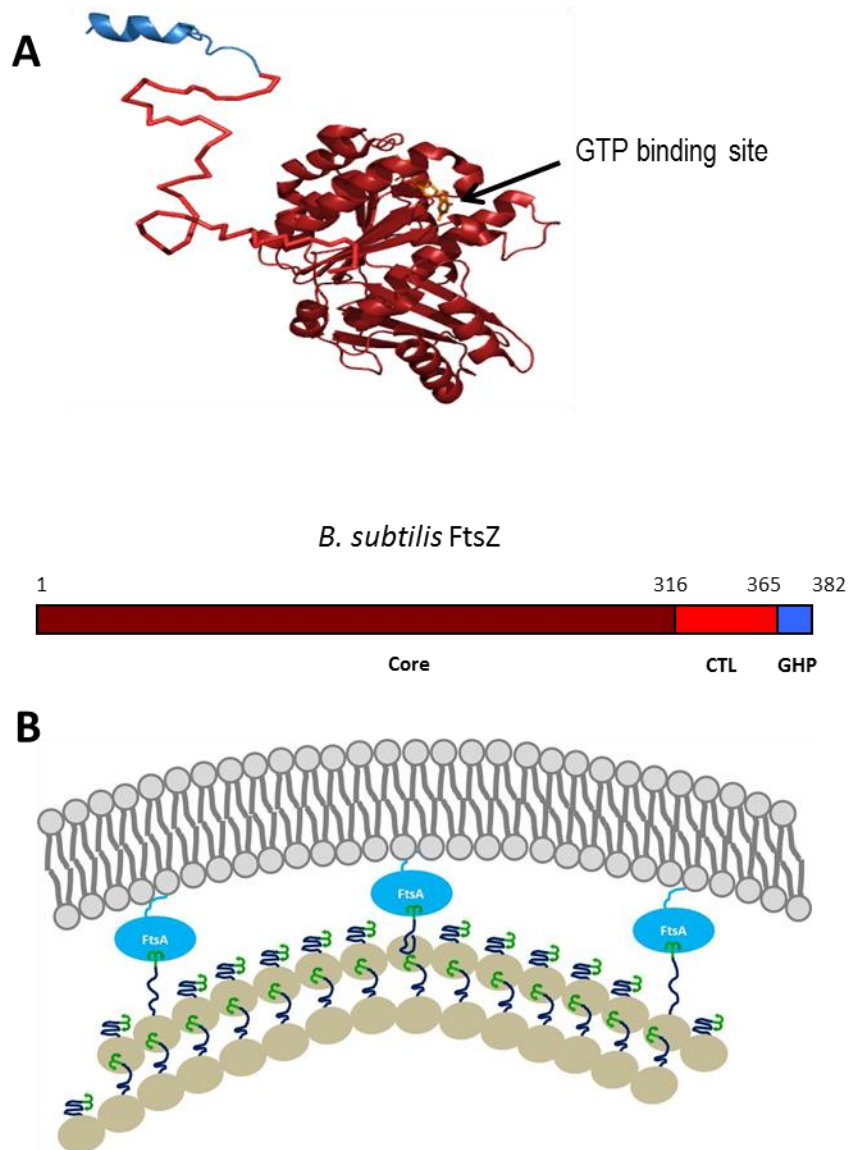 A
GTP binding site
B. subtilis FtsZ
1 316 365 382
Core CTL GHP
B
FtsA
FtsA FtsA